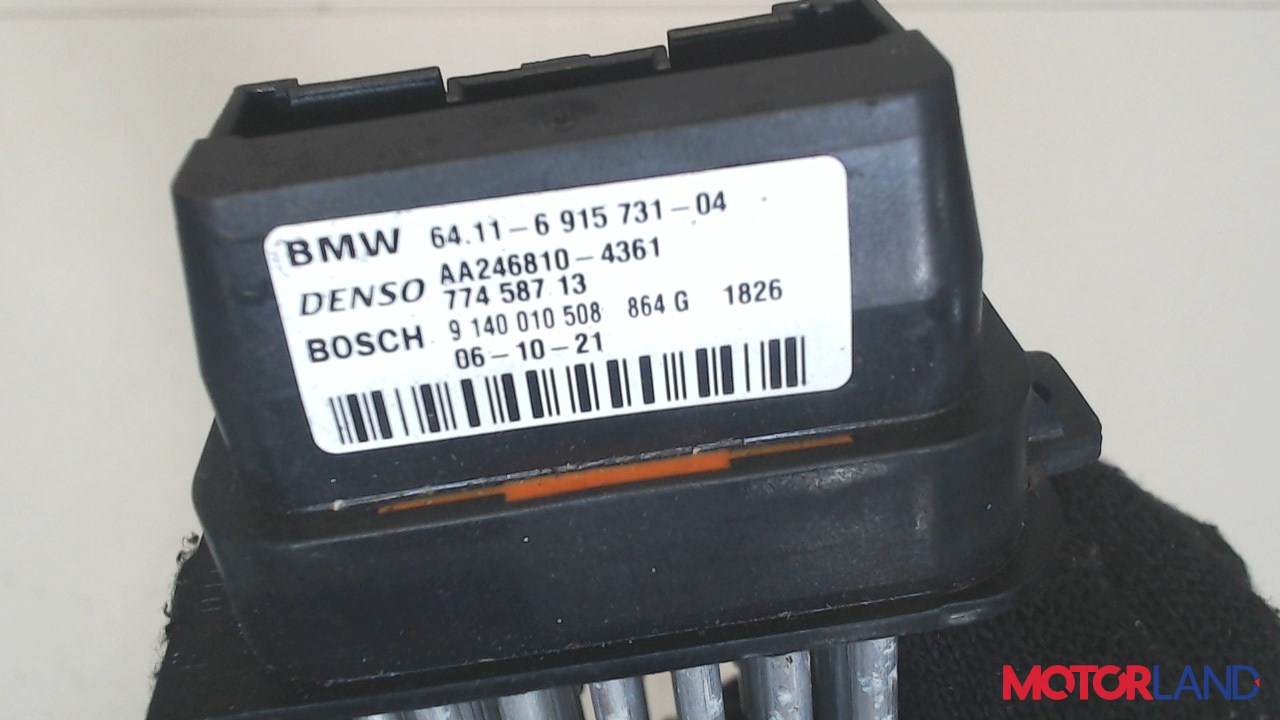 BMW 64.11-6 915 731-04
DENSO AA246810-4361
774 587 13
BOSCH 9 140 010 508 864 G 1826
06-10-21
MOTORLAND